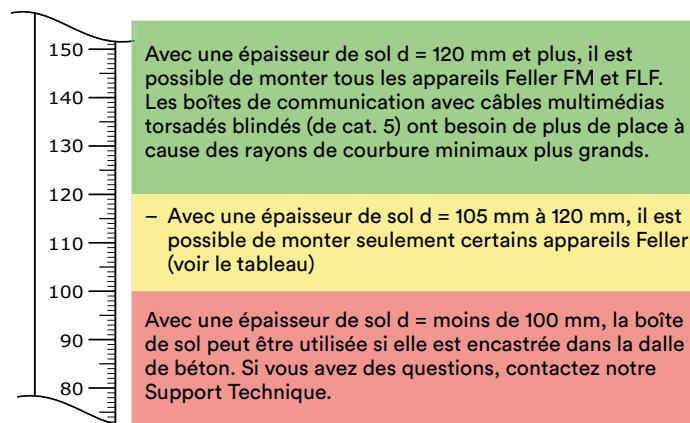 150
Avec une épaisseur de sol d = 120 mm et plus, il est
possible de monter tous les appareils Feller FM et FLF.
140
Les boîtes de communication avec câbles multimédias
torsadés blindés (de cat. 5) ont besoin de plus de place à
130
cause des rayons de courbure minimaux plus grands.
120
– Avec une épaisseur de sol d = 105 mm à 120 mm, il est
110
possible de monter seulement certains appareils Feller
(voir le tableau)
100
Avec une épaisseur de sol d = moins de 100 mm, la boîte
90
de sol peut être utilisée si elle est encastrée dans la dalle
de béton. Si vous avez des questions, contactez notre
80
Support Technique.